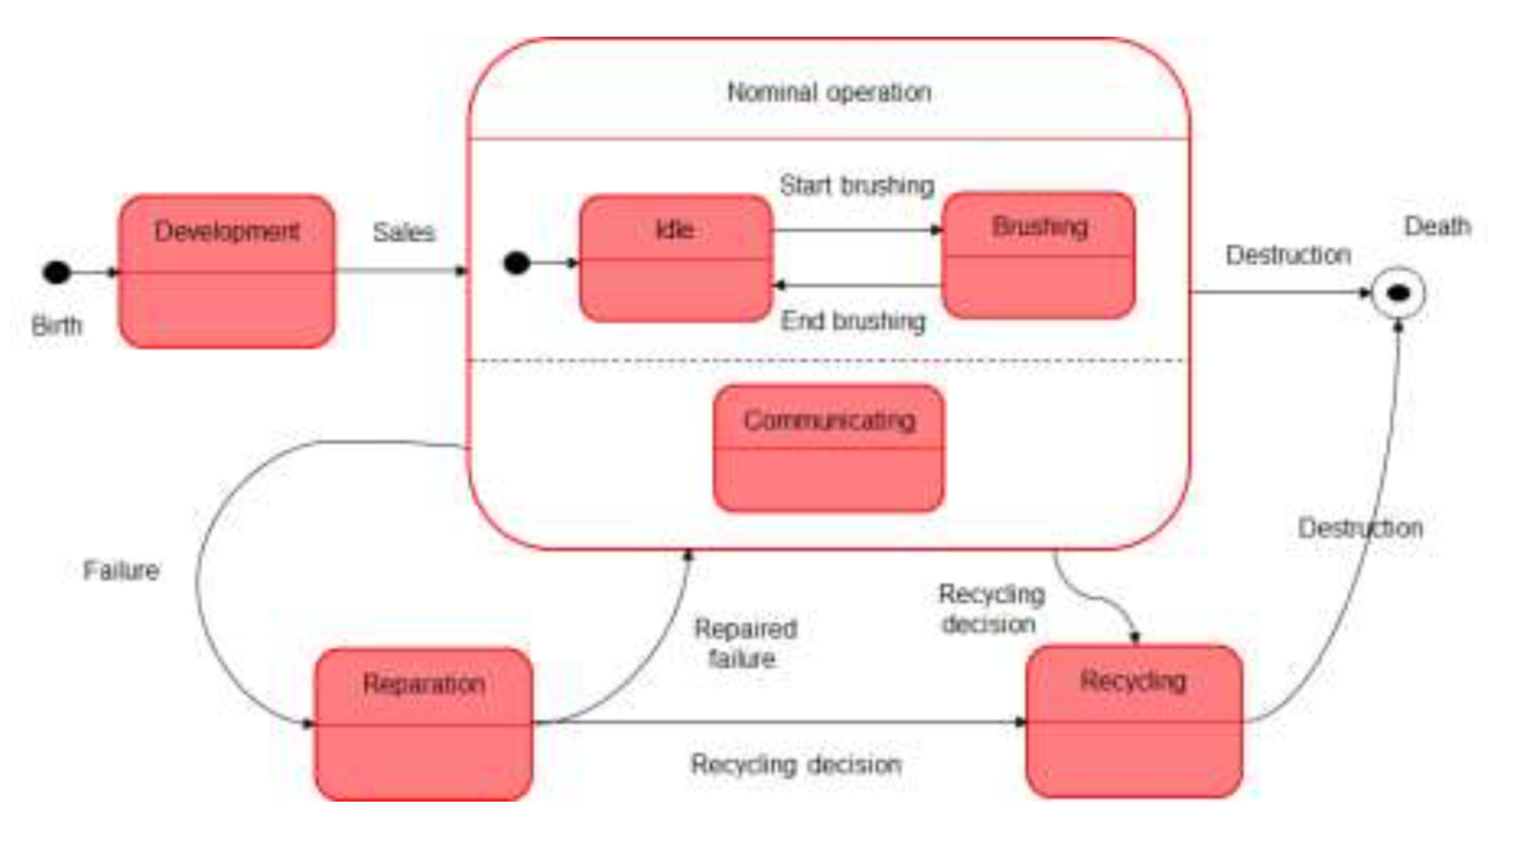 Nominal operation
Start brushing
Development
Sales
Idle
Brushing
Death
Destruction
Birth
End brushing
Communicating
Destruction
Failure
Recycling
decision
Repaired
failure
Reparation
Recycling
Recycling decision